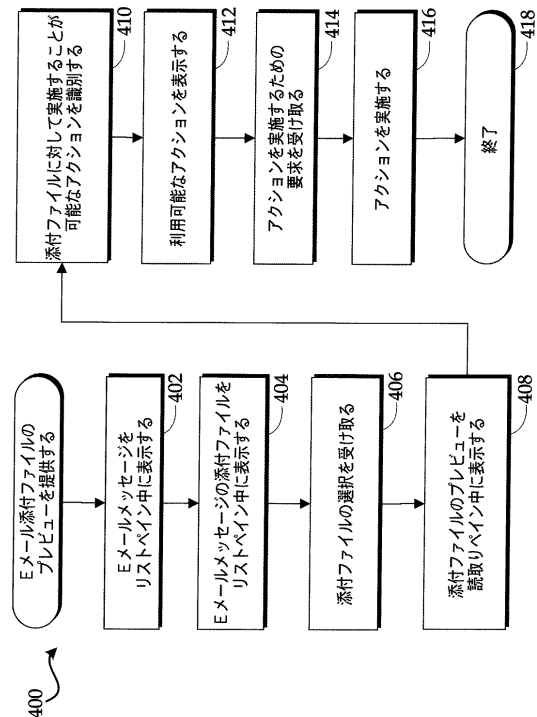 400
Eメール添付ファイルの
プレビューを提供する
Eメールメッセージを
リストペイン中に表示する
402
Eメールメッセージの添付ファイルを
リストペイン中に表示する
404
添付ファイルの選択を受け取る
406
添付ファイルのプレビューを
読取りペイン中に表示する
408
添付ファイルに対して実施することが
可能なアクションを識別する
410
利用可能なアクションを表示する
412
アクションを実施するための
要求を受け取る
414
アクションを実施する
416
終了
418